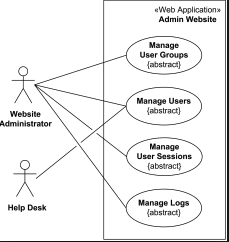 «Web Application»
Admin Website
Manage
User Groups
{abstract}
Manage Users
{abstract}
Website
Administrator
Manage
User Sessions
{abstract}
Help Desk
Manage Logs
{abstract}